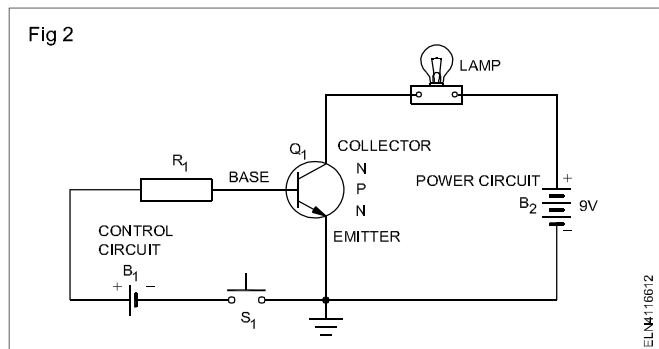 Fig 2
LAMP
Q1
COLLECTOR
R1
BASE
N
P
N
POWER CIRCUIT
+
B2
9V
–
EMITTER
CONTROL
CIRCUIT
B1
+
–
S1
ELN4116612